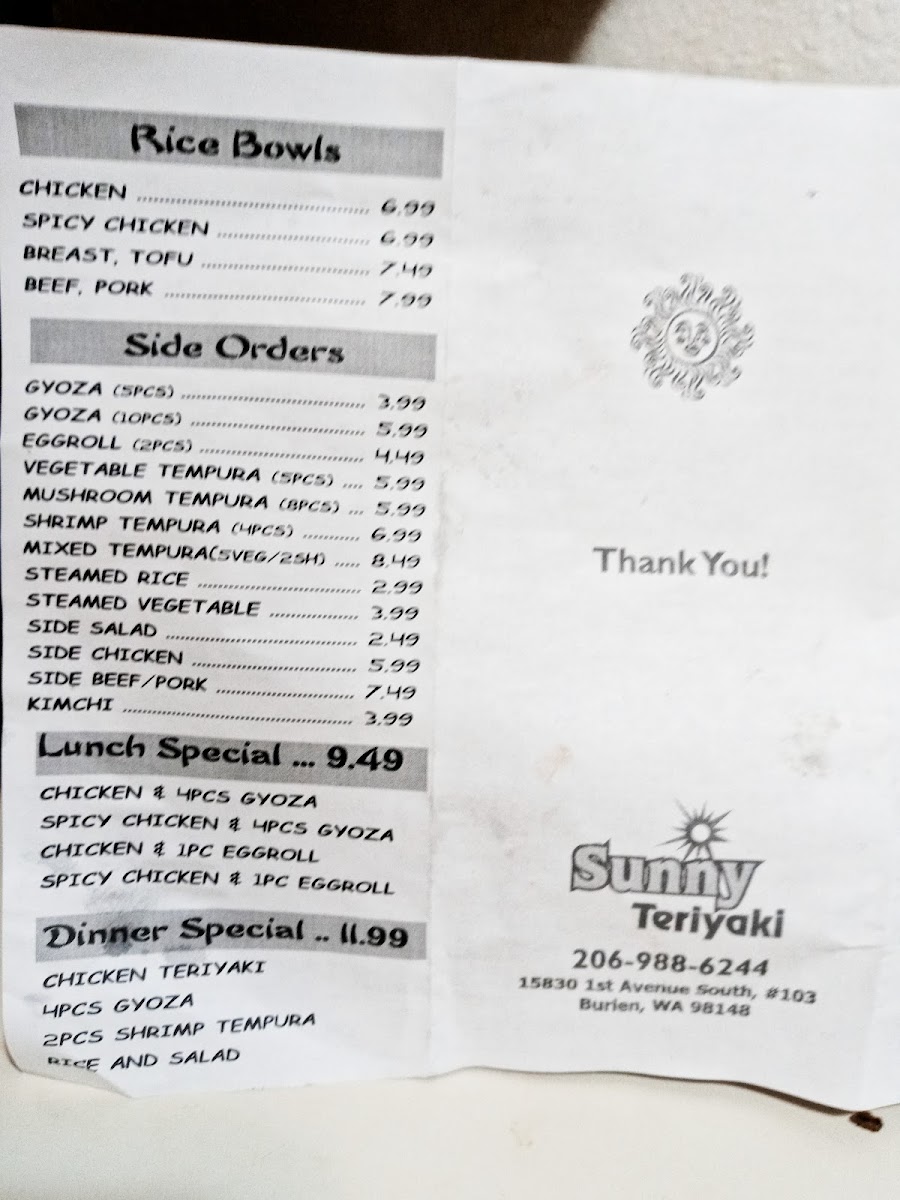 Rice Bowls
CHICKEN ........ 6.99
SPICY CHICKEN ........ 6.99
BREAST, TOFU ........ 7.49
BEEF, PORK ........ 7.99
Side Orders
GYOZA (5PCS) ........ 3.99
GYOZA (10PCS) ........ 5.99
EGGROLL (2PCS) ........ 4.49
VEGETABLE TEMPURA (5PCS) .... 5.99
MUSHROOM TEMPURA (8PCS) ... 5.99
SHRIMP TEMPURA (4PCS) ........ 6.99
MIXED TEMPURA(5VEG/2SH) ..... 8.49
STEAMED RICE ........ 2.99
STEAMED VEGETABLE ........ 3.99
SIDE SALAD ........ 2.49
SIDE CHICKEN ........ 5.99
SIDE BEEF/PORK ........ 7.49
KIMCHI ........ 3.99
Lunch Special ... 9.49
CHICKEN & 4PCS GYOZA
SPICY CHICKEN & 4PCS GYOZA
CHICKEN & 1PC EGGROLL
SPICY CHICKEN & 1PC EGGROLL
Dinner Special .. 11.99
CHICKEN TERIYAKI
4PCS GYOZA
2PCS SHRIMP TEMPURA
RICE AND SALAD
Thank You!
Sunny
Teriyaki
206-988-6244
15830 1st Avenue South, #103
Burien, WA 98148